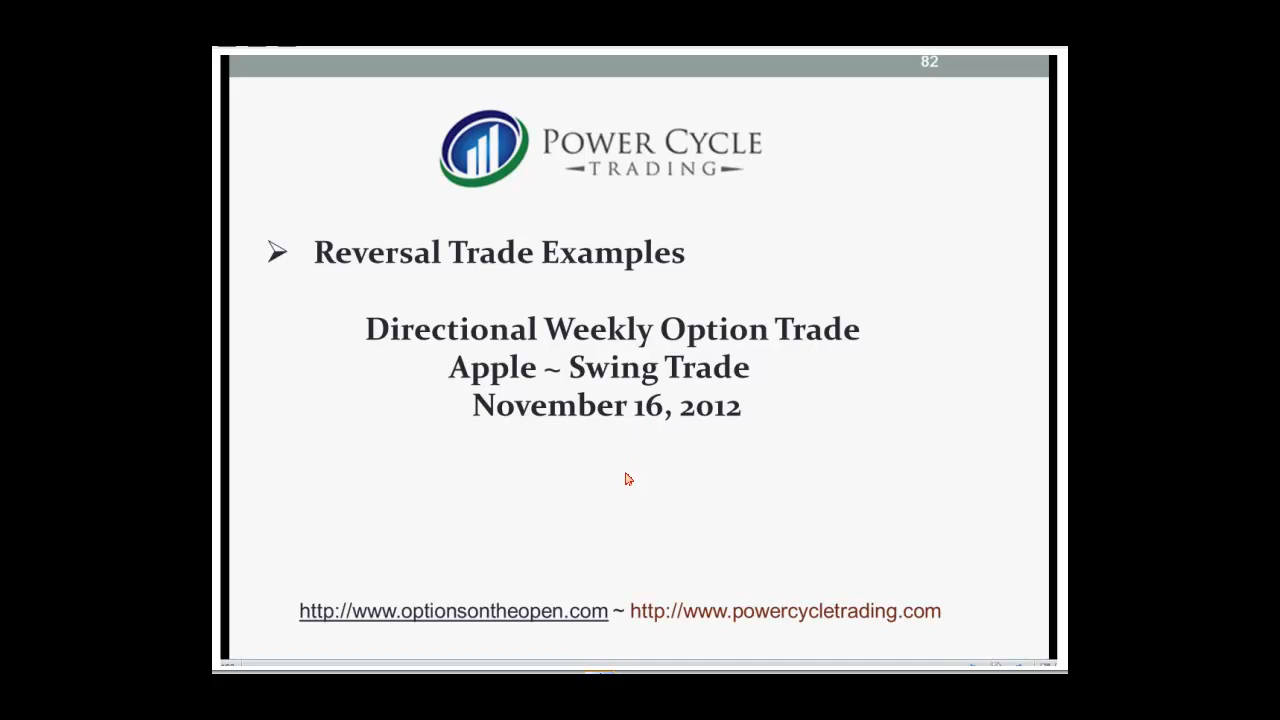 82
POWER CYCLE
TRADING
Reversal Trade Examples
Directional Weekly Option Trade
Apple ~ Swing Trade
November 16, 2012
http://www.optionsontheopen.com ~ http://www.powercycletrading.com